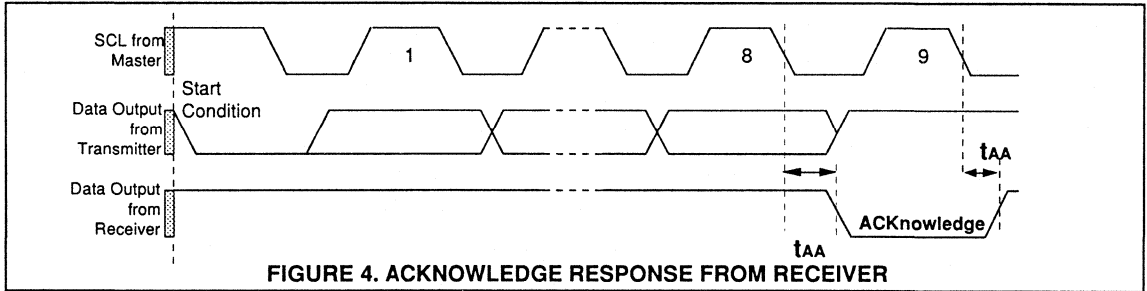 SCL from
Master
1
8
9
Start
Condition
Data Output
from
Transmitter
tAA
Data Output
from
Receiver
ACKnowledge
tAA
FIGURE 4. ACKNOWLEDGE RESPONSE FROM RECEIVER